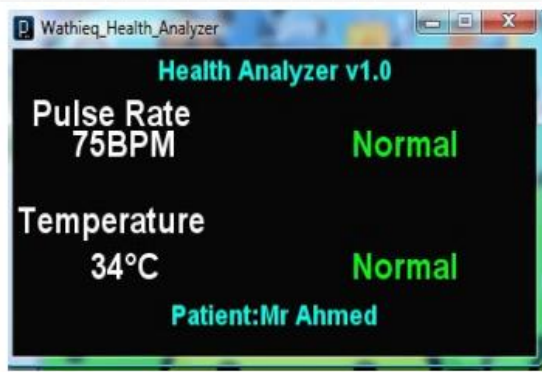 Wathieq_Health_Analyzer
Health Analyzer v1.0
Pulse Rate
75BPM Normal
Temperature
34°C Normal
Patient:Mr Ahmed